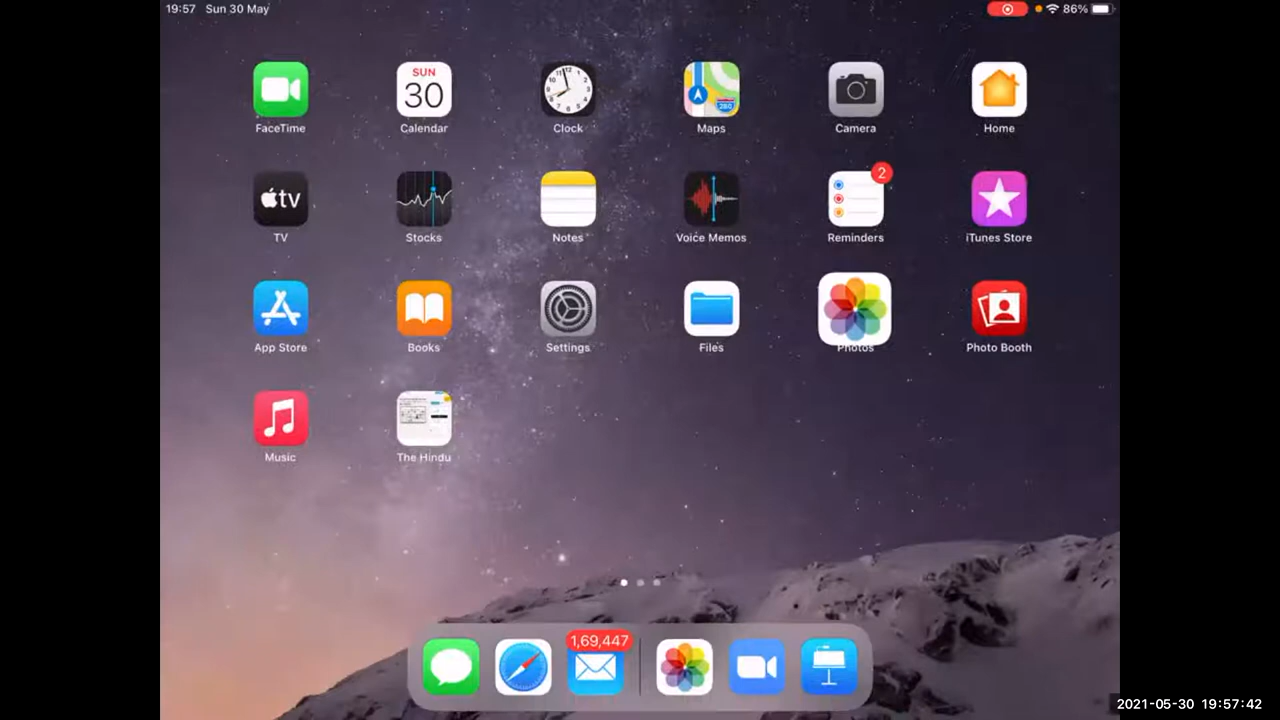 19:57 Sun 30 May 86%
SUN
30
280
FaceTime Calendar Clock Maps Camera Home
tv
2
TV Stocks Notes Voice Memos Reminders iTunes Store
App Store Books Settings Files Photos Photo Booth
Music The Hindu
1,69,447
2021-05-30 19:57:42